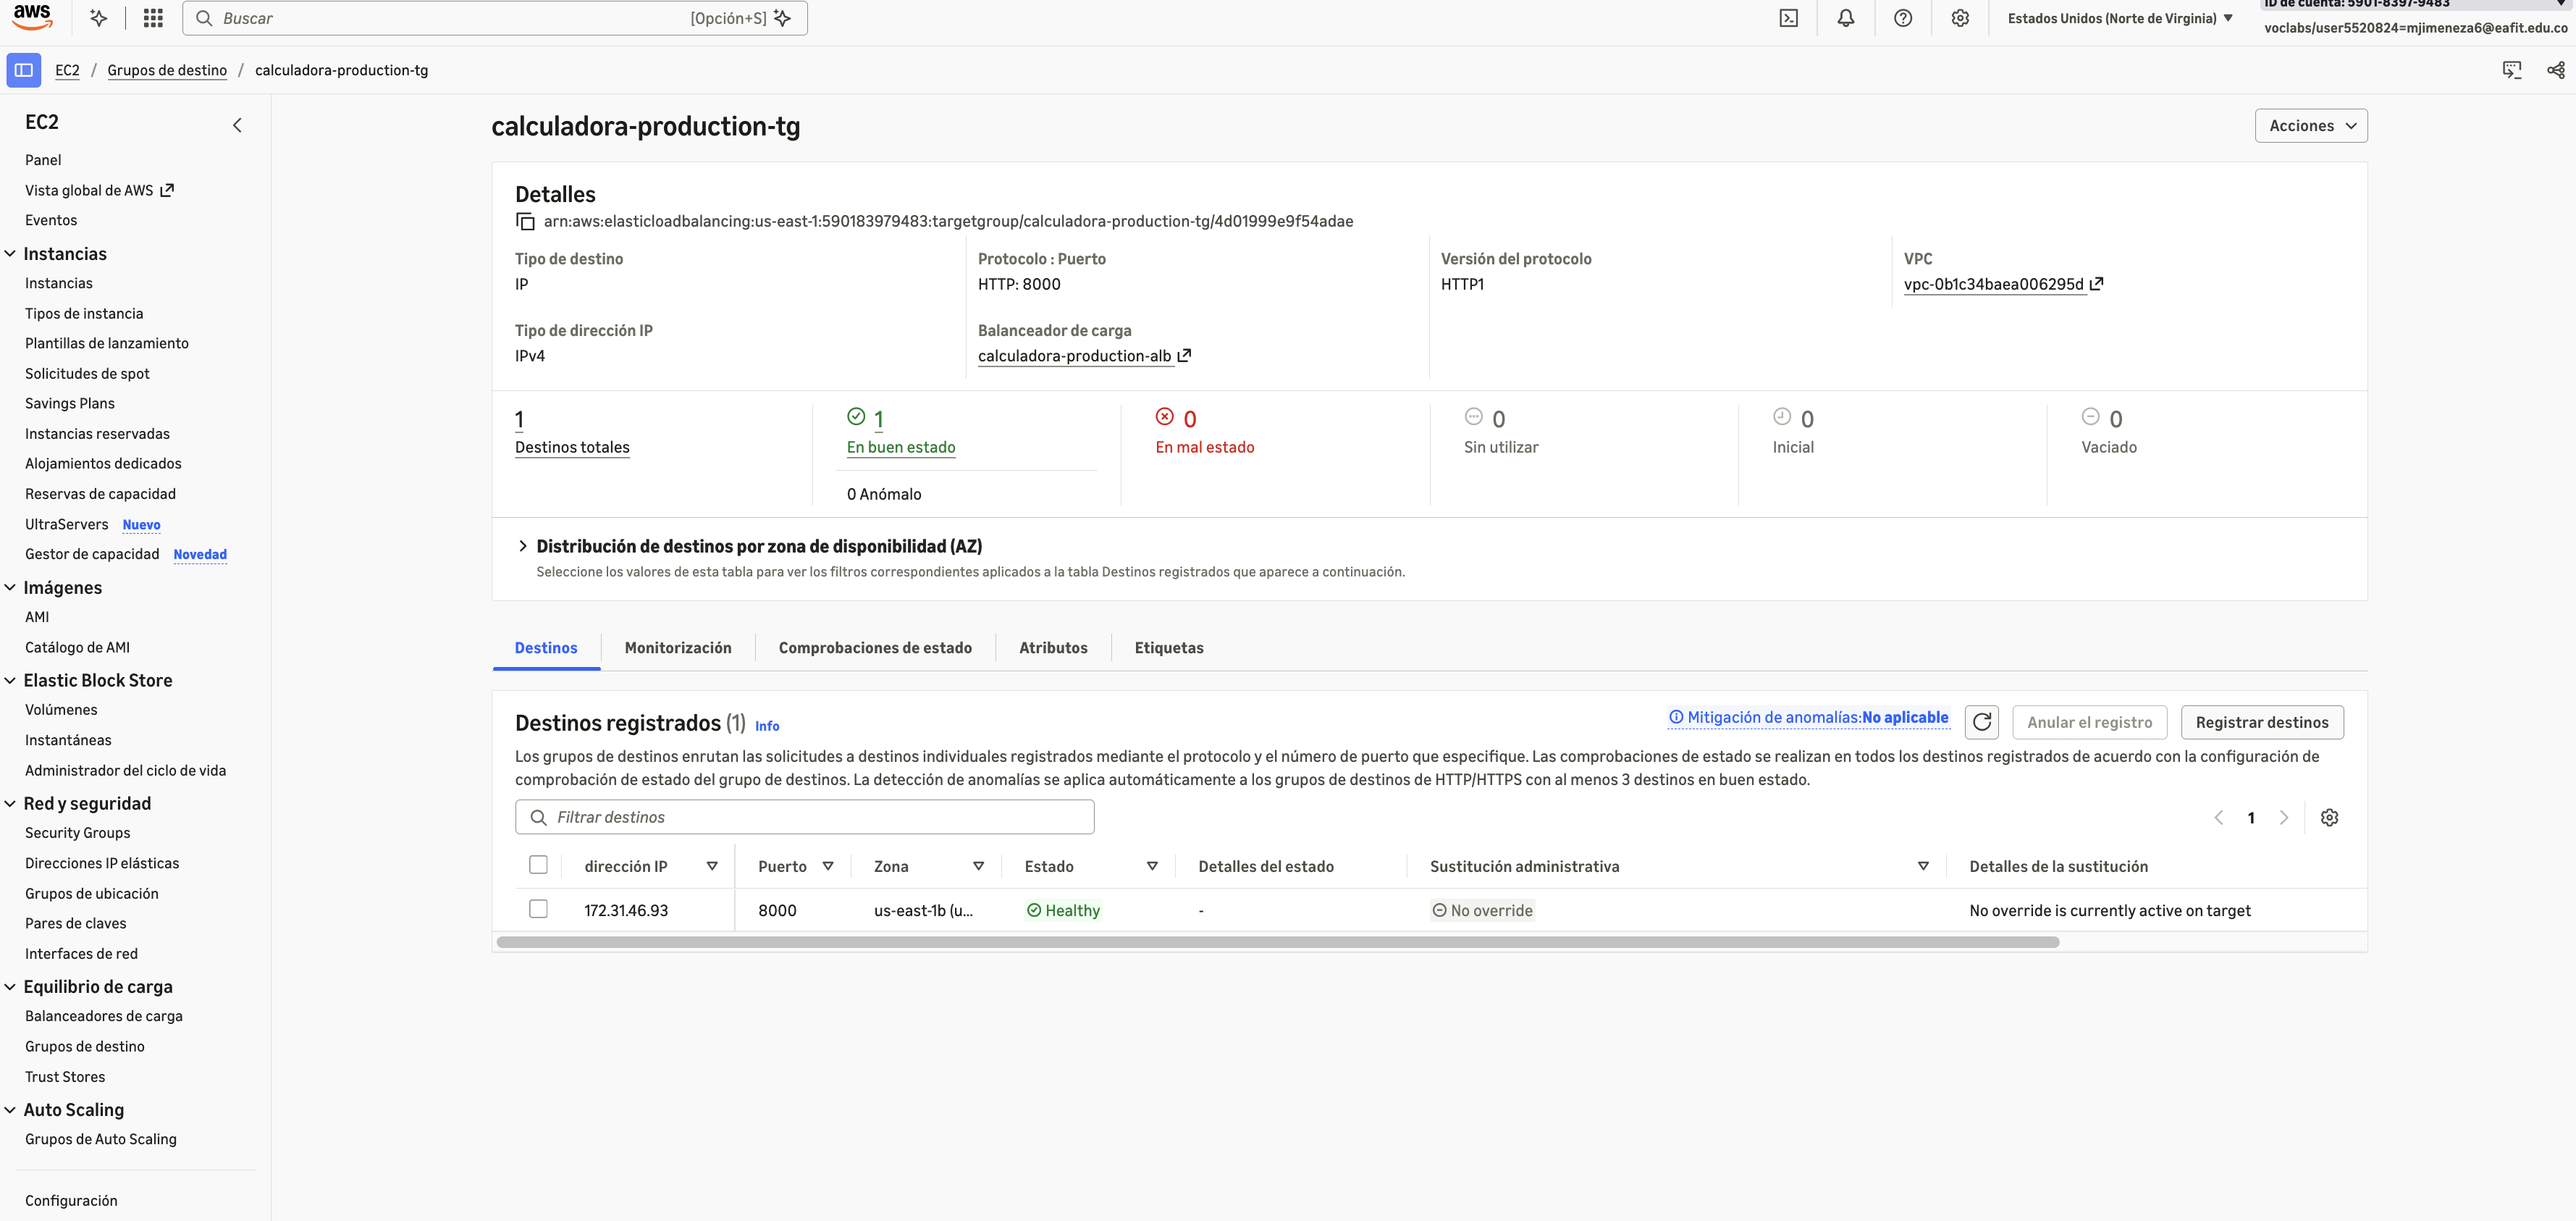 aws
Buscar
[Opción+S]
Estados Unidos (Norte de Virginia)
ID de cuenta: 5901-8397-9483
voclabs/user5520824=mjimeneza6@eafit.edu.co
EC2 / Grupos de destino / calculadora-production-tg
EC2
Panel
Vista global de AWS
Eventos
Instancias
Instancias
Tipos de instancia
Plantillas de lanzamiento
Solicitudes de spot
Savings Plans
Instancias reservadas
Alojamientos dedicados
Reservas de capacidad
UltraServers Nuevo
Gestor de capacidad Novedad
Imágenes
AMI
Catálogo de AMI
Elastic Block Store
Volúmenes
Instantáneas
Administrador del ciclo de vida
Red y seguridad
Security Groups
Direcciones IP elásticas
Grupos de ubicación
Pares de claves
Interfaces de red
Equilibrio de carga
Balanceadores de carga
Grupos de destino
Trust Stores
Auto Scaling
Grupos de Auto Scaling
Configuración
calculadora-production-tg
Acciones
Detalles
arn:aws:elasticloadbalancing:us-east-1:590183979483:targetgroup/calculadora-production-tg/4d01999e9f54adae
Tipo de destino
IP
Protocolo : Puerto
HTTP: 8000
Versión del protocolo
HTTP1
VPC
vpc-0b1c34baea006295d
Tipo de dirección IP
IPv4
Balanceador de carga
calculadora-production-alb
1
Destinos totales
1
En buen estado
0 Anómalo
0
En mal estado
0
Sin utilizar
0
Inicial
0
Vaciado
Distribución de destinos por zona de disponibilidad (AZ)
Seleccione los valores de esta tabla para ver los filtros correspondientes aplicados a la tabla Destinos registrados que aparece a continuación.
Destinos
Monitorización
Comprobaciones de estado
Atributos
Etiquetas
Destinos registrados (1) Info
Mitigación de anomalías:No aplicable
Anular el registro
Registrar destinos
Los grupos de destinos enrutan las solicitudes a destinos individuales registrados mediante el protocolo y el número de puerto que especifique. Las comprobaciones de estado se realizan en todos los destinos registrados de acuerdo con la configuración de
comprobación de estado del grupo de destinos. La detección de anomalías se aplica automáticamente a los grupos de destinos de HTTP/HTTPS con al menos 3 destinos en buen estado.
Filtrar destinos
1
dirección IP Puerto Zona Estado Detalles del estado Sustitución administrativa Detalles de la sustitución
172.31.46.93 8000 us-east-1b (u... Healthy - No override No override is currently active on target